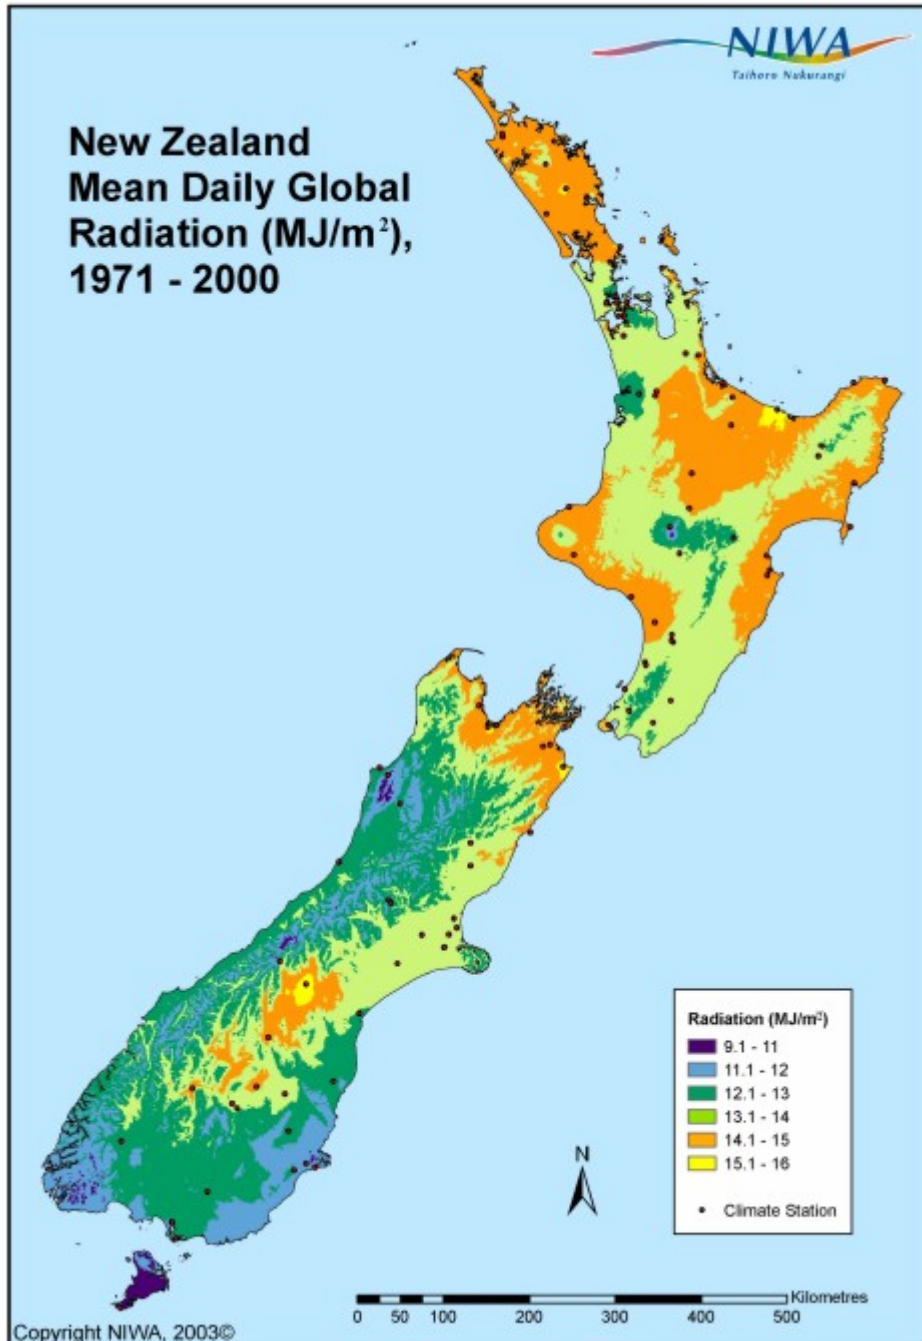 NIWA
Taihoro Nukurangi
New Zealand
Mean Daily Global
Radiation (MJ/m²),
1971 - 2000
Radiation (MJ/m²)
9.1 - 11
11.1 - 12
12.1 - 13
13.1 - 14
14.1 - 15
15.1 - 16
Climate Station
N
Kilometres
0 50 100 200 300 400 500
Copyright NIWA, 2003©